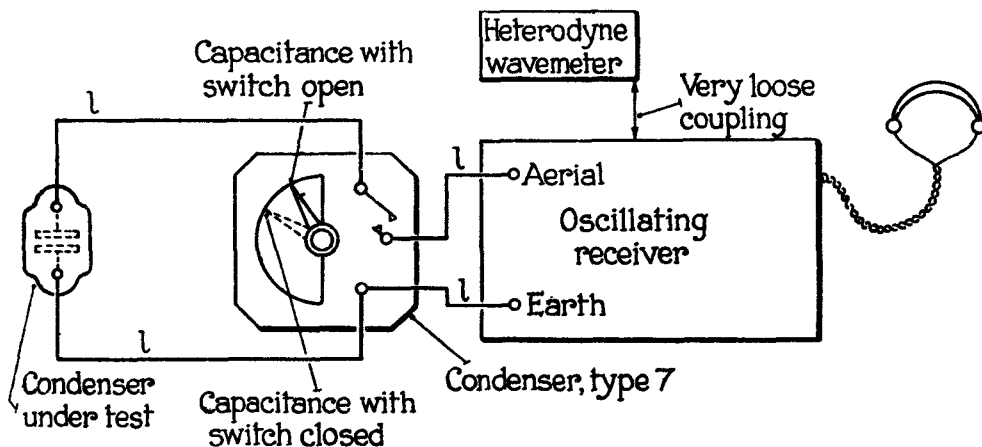 Heterodyne
wavemeter
Capacitance with
switch open
Very loose
coupling
l
l
Aerial
Oscillating
receiver
l
Earth
l
Condenser, type 7
Condenser
under test
Capacitance with
switch closed